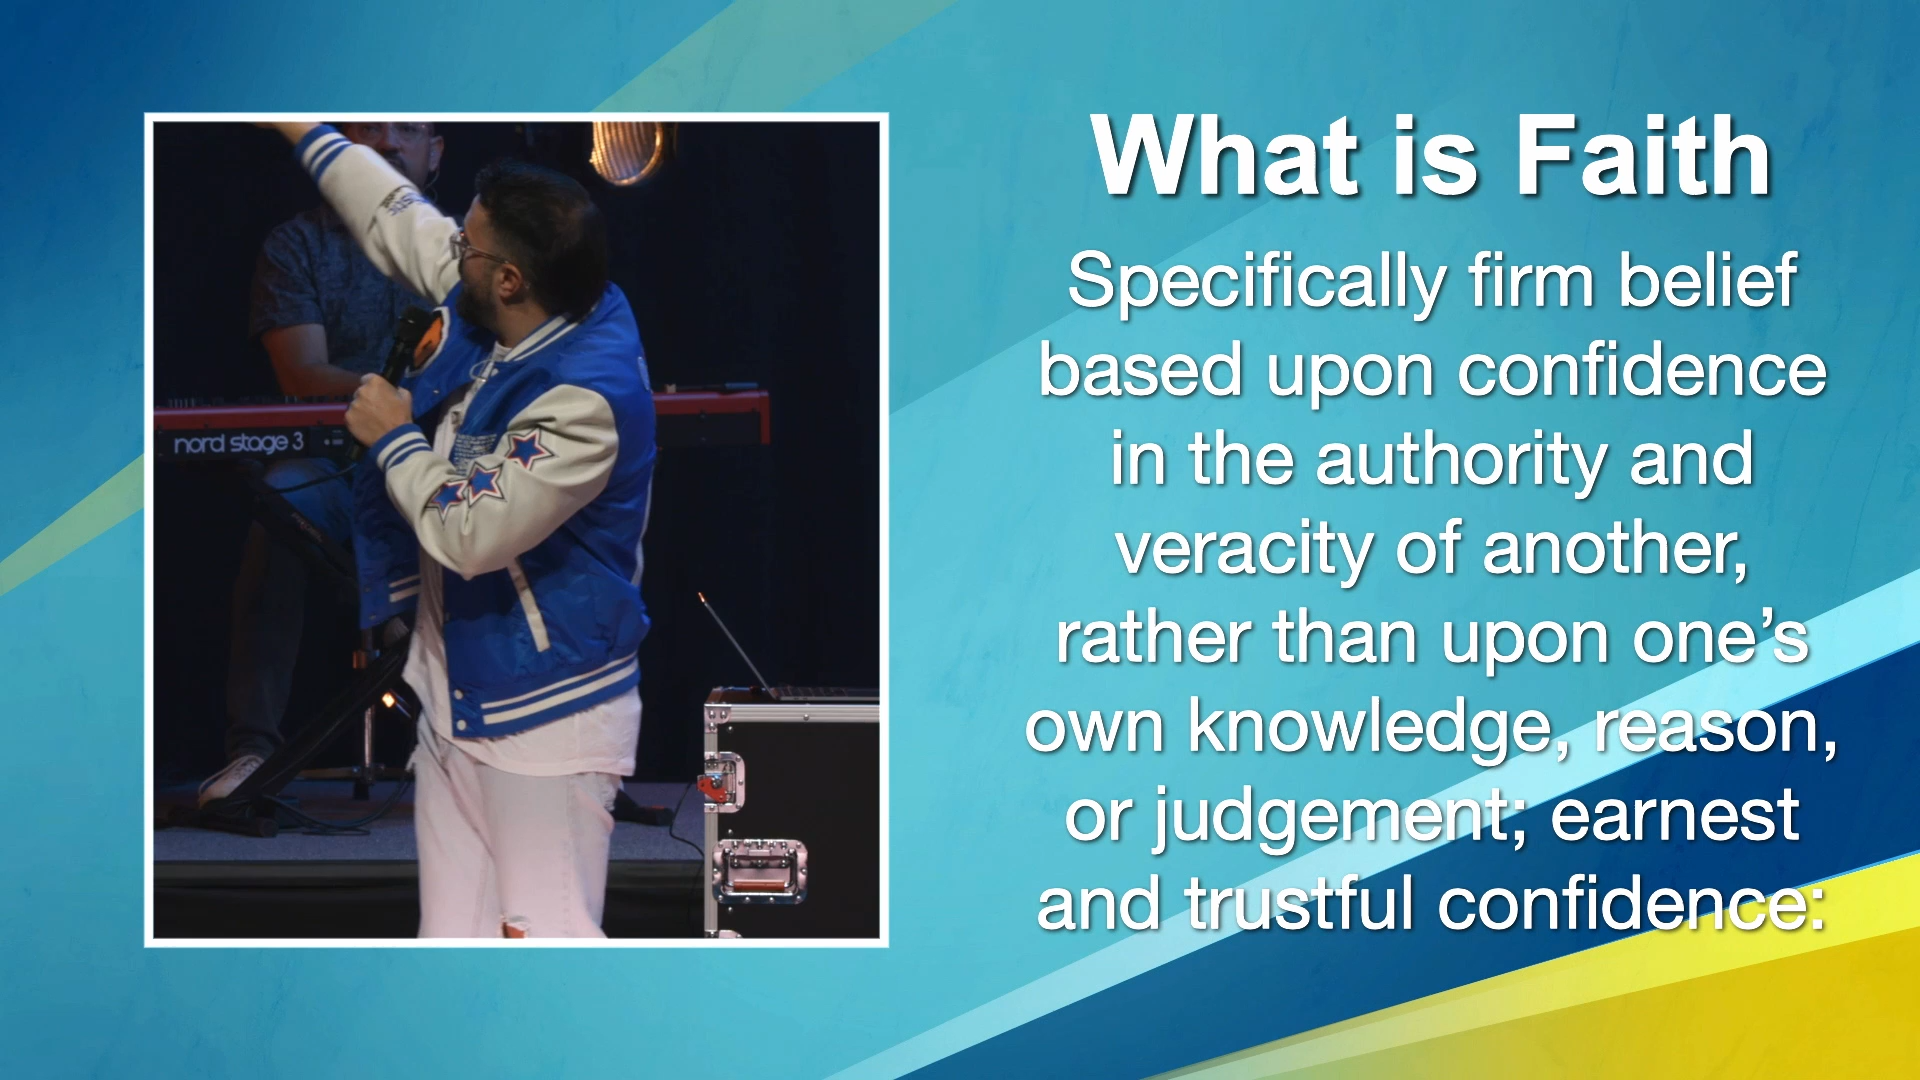 What is Faith
Specifically firm belief
based upon confidence
in the authority and
veracity of another,
rather than upon one’s
own knowledge, reason,
or judgement; earnest
and trustful confidence:
nord stage 3